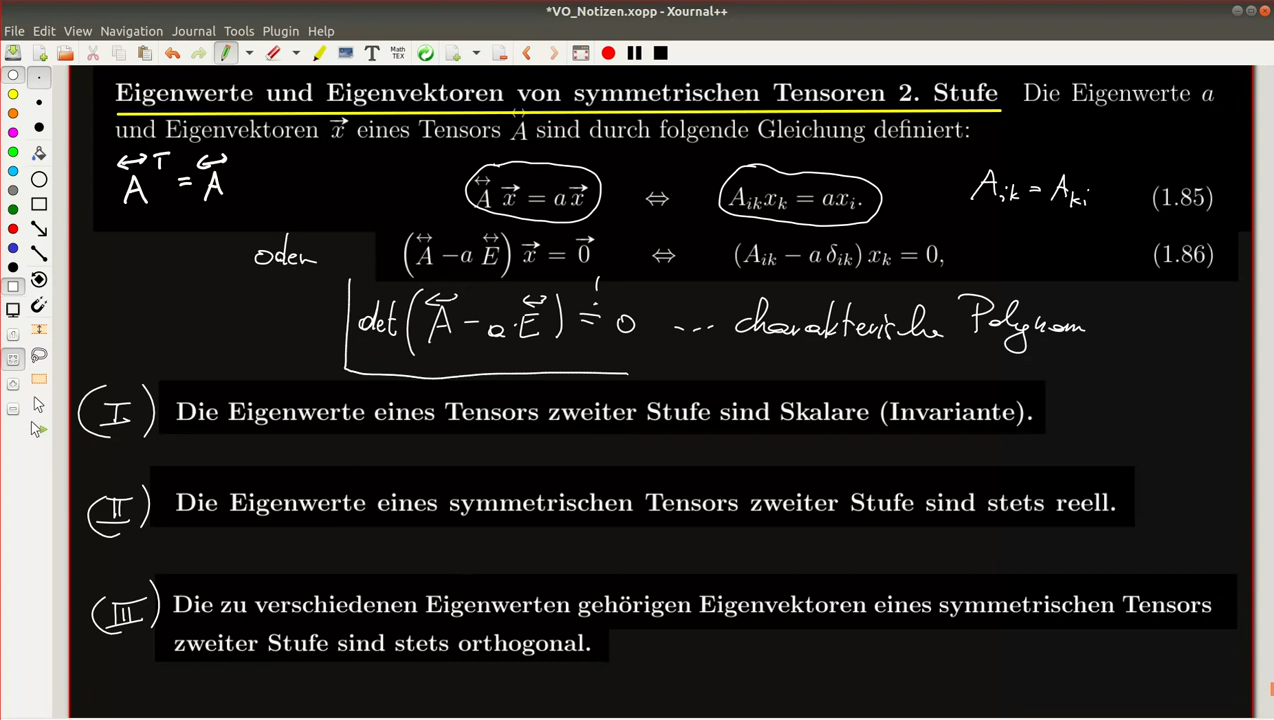 *VO_Notizen.xopp - Xournal++
File Edit View Navigation Journal Tools Plugin Help
T Math TEX
Eigenwerte und Eigenvektoren von symmetrischen Tensoren 2. Stufe Die Eigenwerte a
und Eigenvektoren x⃗ eines Tensors A⃡ sind durch folgende Gleichung definiert:
A⃡ᵀ = A⃡ A⃡ x⃗ = a x⃗ ⇔ A_ik x_k = a x_i. A_ik = A_ki (1.85)
oder (A⃡ − a E⃡) x⃗ = 0⃗ ⇔ (A_ik − a δ_ik) x_k = 0, (1.86)
det(A⃡ − a·E⃡) =! 0 ... charakterische Polynom
(I) Die Eigenwerte eines Tensors zweiter Stufe sind Skalare (Invariante).
(II) Die Eigenwerte eines symmetrischen Tensors zweiter Stufe sind stets reell.
(III) Die zu verschiedenen Eigenwerten gehörigen Eigenvektoren eines symmetrischen Tensors
zweiter Stufe sind stets orthogonal.